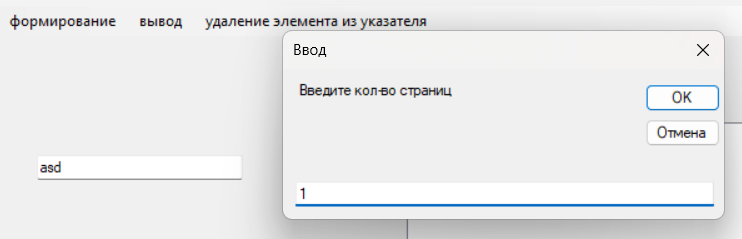 формирование вывод удаление элемента из указателя
Ввод
Введите кол-во страниц
OK
Отмена
asd
1